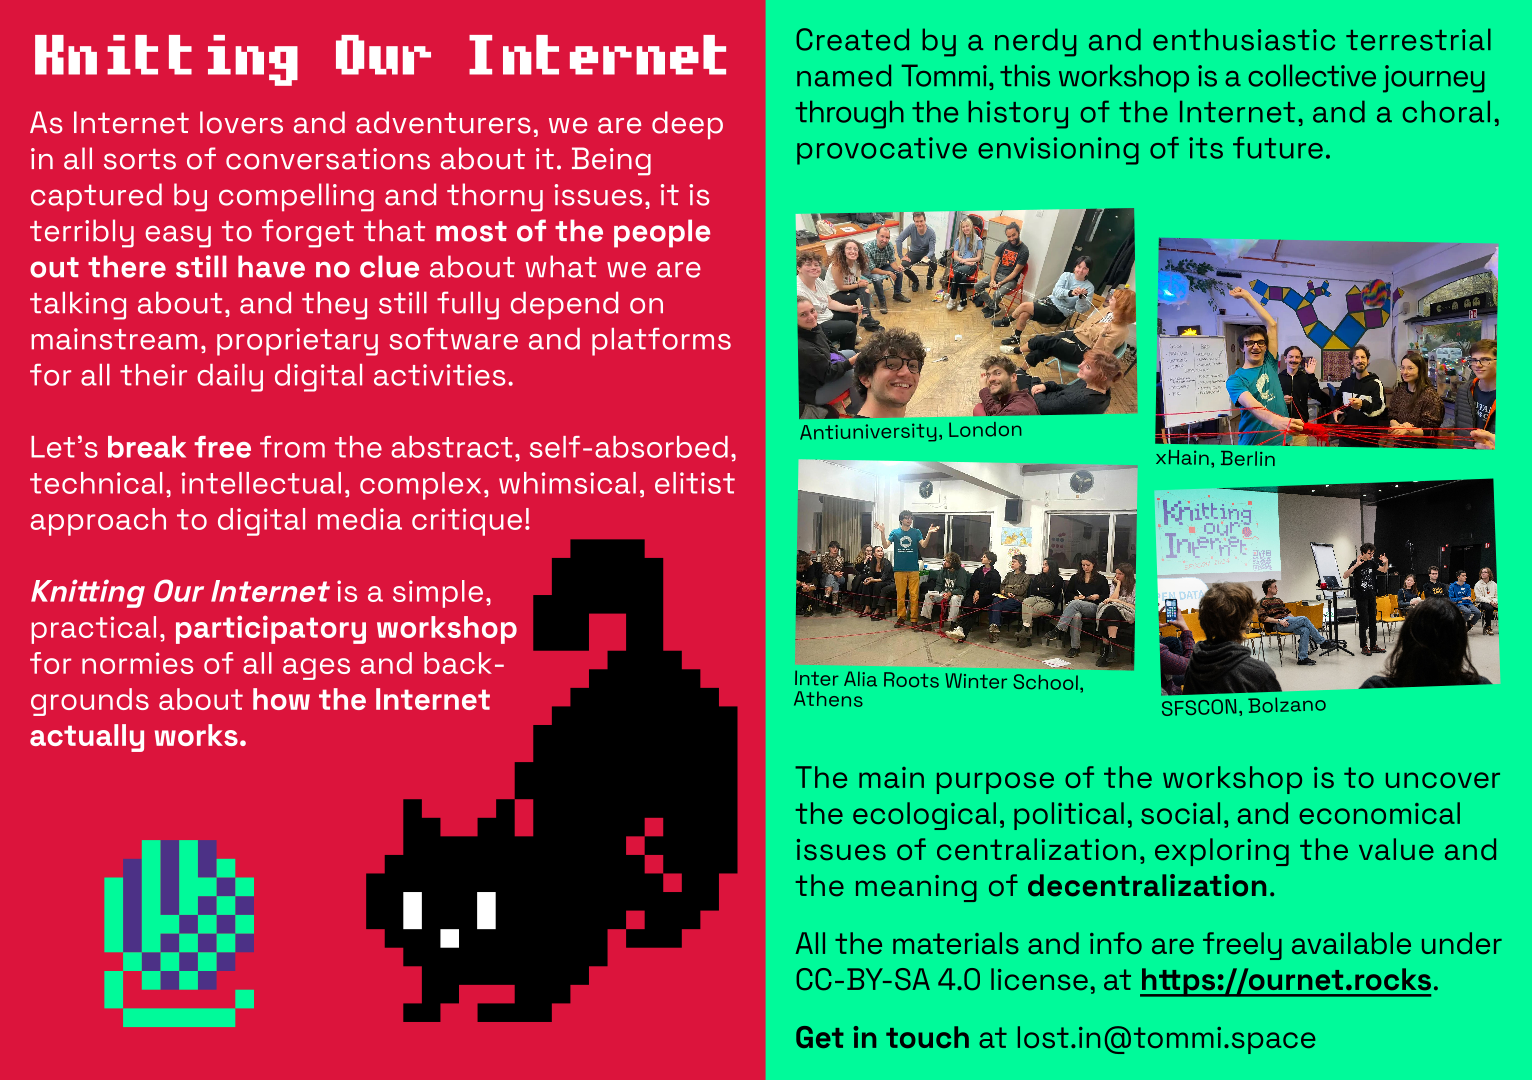 Knitting Our Internet
As Internet lovers and adventurers, we are deep
in all sorts of conversations about it. Being
captured by compelling and thorny issues, it is
terribly easy to forget that most of the people
out there still have no clue about what we are
talking about, and they still fully depend on
mainstream, proprietary software and platforms
for all their daily digital activities.
Let's break free from the abstract, self-absorbed,
technical, intellectual, complex, whimsical, elitist
approach to digital media critique!
Knitting Our Internet is a simple,
practical, participatory workshop
for normies of all ages and back-
grounds about how the Internet
actually works.
Created by a nerdy and enthusiastic terrestrial
named Tommi, this workshop is a collective journey
through the history of the Internet, and a choral,
provocative envisioning of its future.
Antiuniversity, London
xHain, Berlin
Inter Alia Roots Winter School,
Athens
Knitting
our
Internet
SFSCON, Bolzano
The main purpose of the workshop is to uncover
the ecological, political, social, and economical
issues of centralization, exploring the value and
the meaning of decentralization.
All the materials and info are freely available under
CC-BY-SA 4.0 license, at https://ournet.rocks.
Get in touch at lost.in@tommi.space